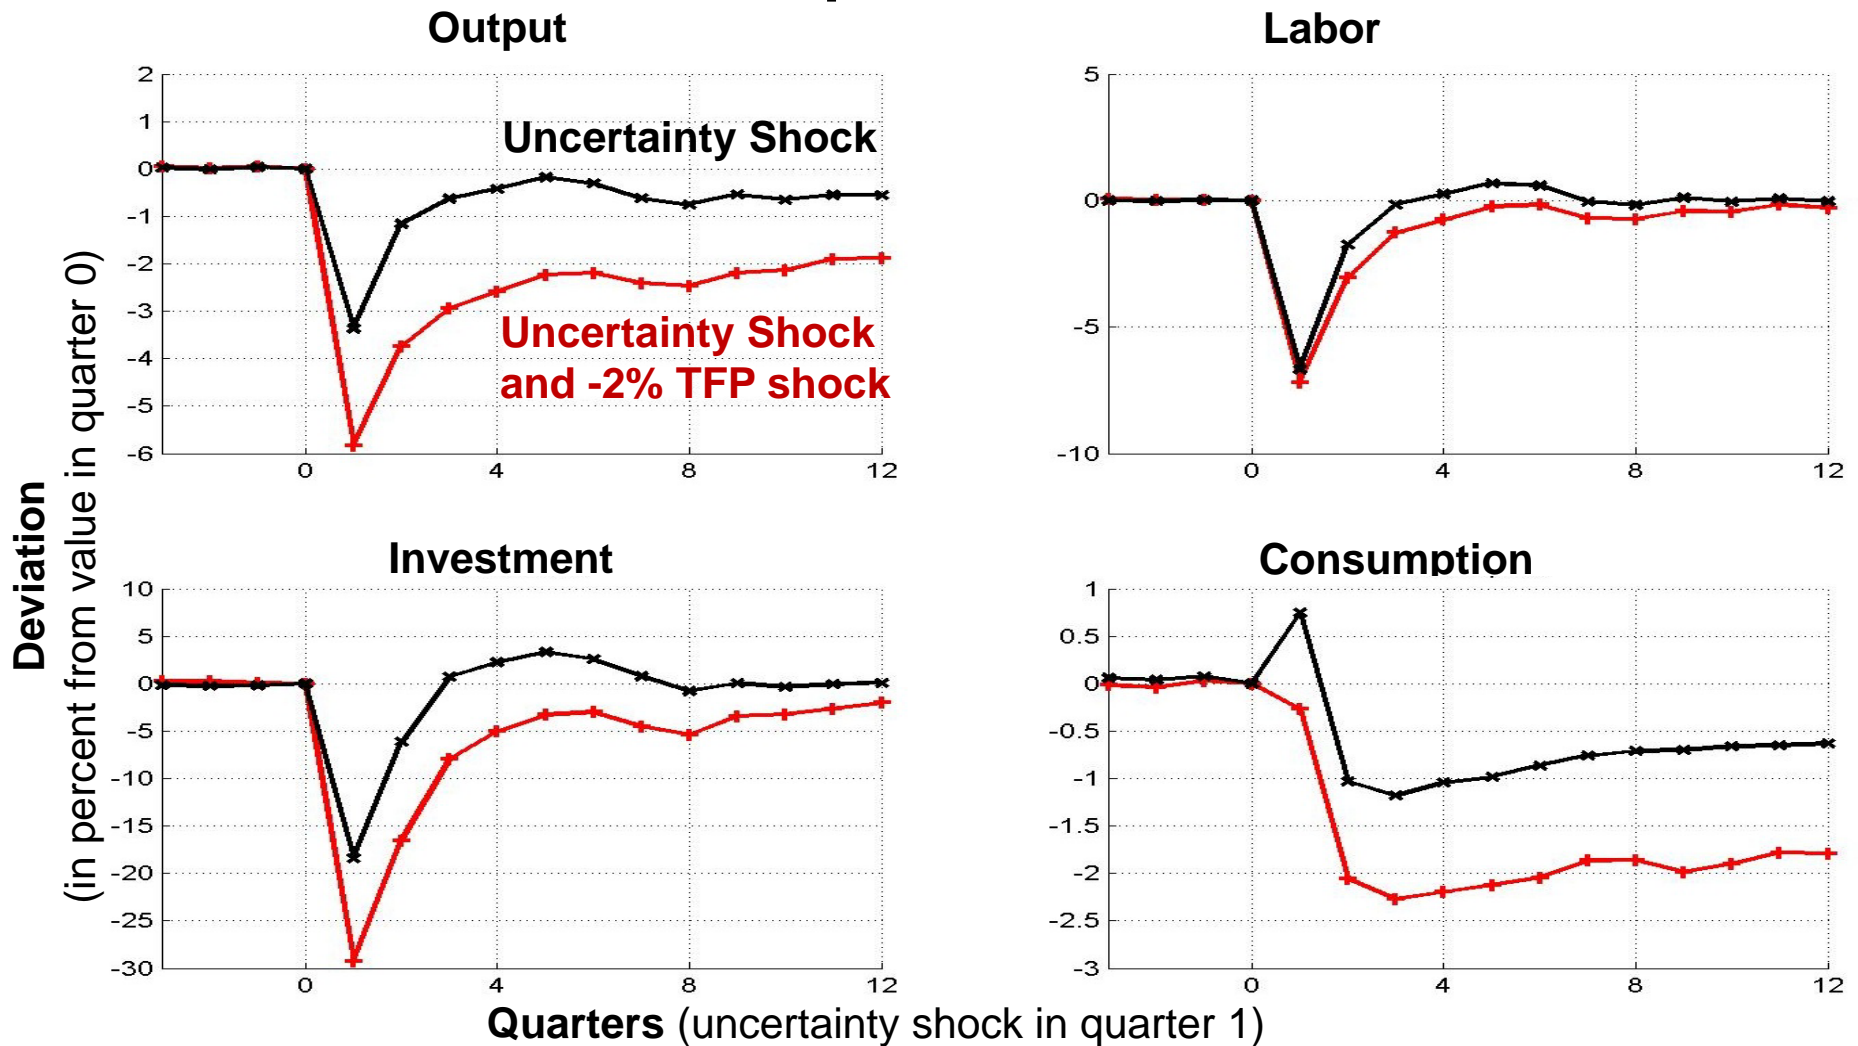 Output
Labor
2
1
0
-1
-2
-3
-4
-5
-6
0 4 8 12
Uncertainty Shock
Uncertainty Shock
and -2% TFP shock
5
0
-5
-10
0 4 8 12
Deviation
(in percent from value in quarter 0)
Investment
Consumption
10
5
0
-5
-10
-15
-20
-25
-30
0 4 8 12
1
0.5
0
-0.5
-1
-1.5
-2
-2.5
-3
0 4 8 12
Quarters (uncertainty shock in quarter 1)